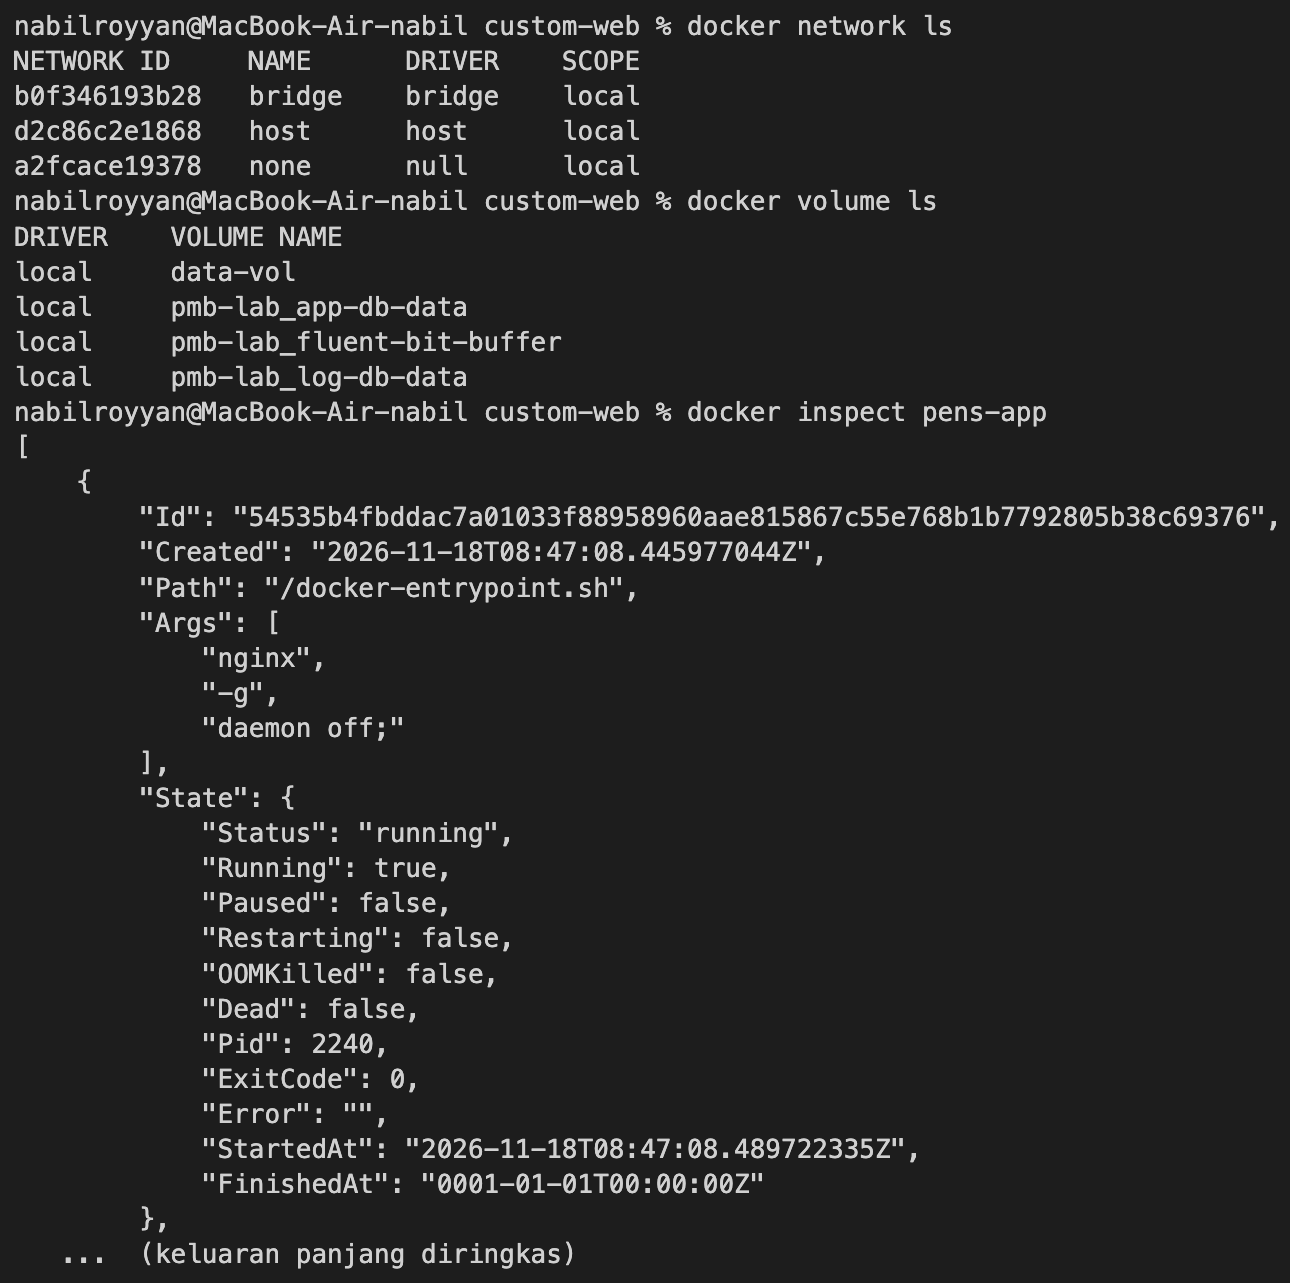 nabilroyyan@MacBook-Air-nabil custom-web % docker network ls
NETWORK ID     NAME      DRIVER    SCOPE
b0f346193b28   bridge    bridge    local
d2c86c2e1868   host      host      local
a2fcace19378   none      null      local
nabilroyyan@MacBook-Air-nabil custom-web % docker volume ls
DRIVER    VOLUME NAME
local     data-vol
local     pmb-lab_app-db-data
local     pmb-lab_fluent-bit-buffer
local     pmb-lab_log-db-data
nabilroyyan@MacBook-Air-nabil custom-web % docker inspect pens-app
[
    {
        "Id": "54535b4fbddac7a01033f88958960aae815867c55e768b1b7792805b38c69376",
        "Created": "2026-11-18T08:47:08.445977044Z",
        "Path": "/docker-entrypoint.sh",
        "Args": [
            "nginx",
            "-g",
            "daemon off;"
        ],
        "State": {
            "Status": "running",
            "Running": true,
            "Paused": false,
            "Restarting": false,
            "OOMKilled": false,
            "Dead": false,
            "Pid": 2240,
            "ExitCode": 0,
            "Error": "",
            "StartedAt": "2026-11-18T08:47:08.489722335Z",
            "FinishedAt": "0001-01-01T00:00:00Z"
        },
   ...  (keluaran panjang diringkas)